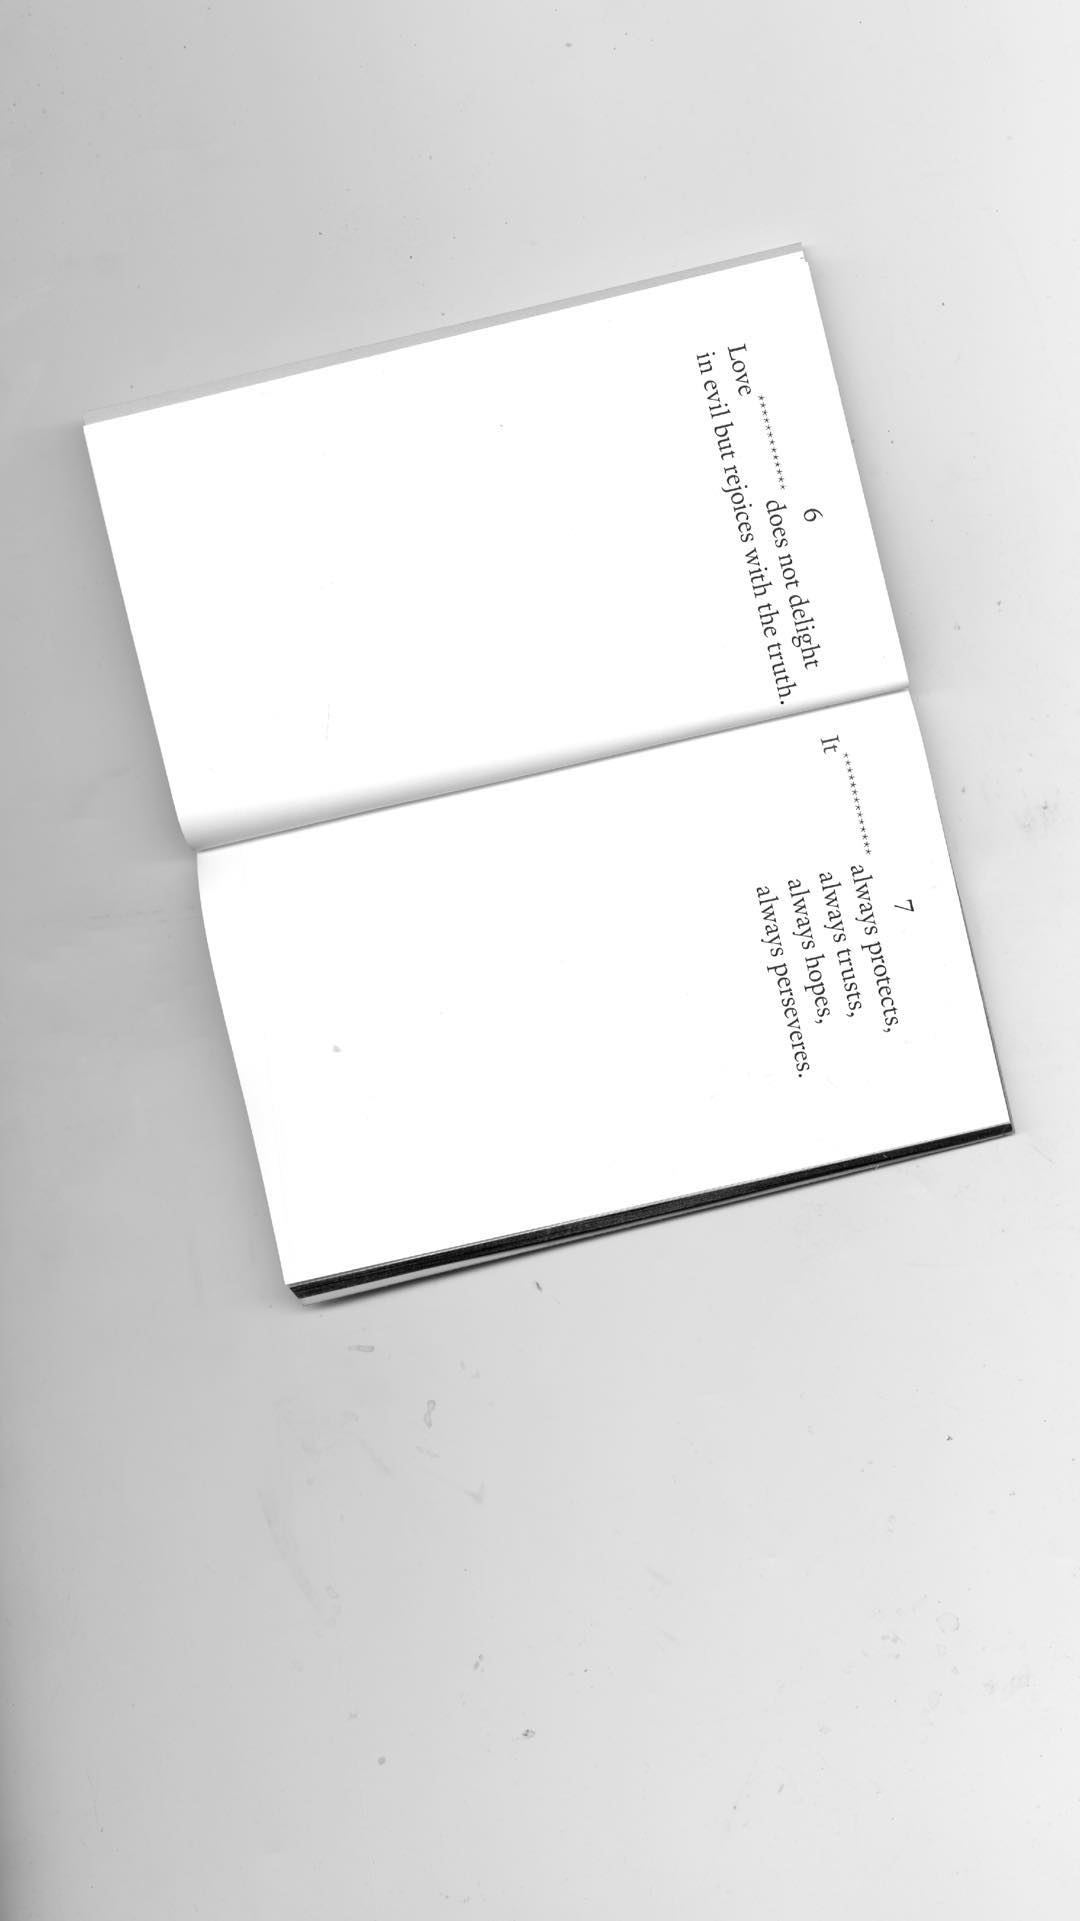 6
Love ************* does not delight
in evil but rejoices with the truth.
7
It ************** always protects,
always trusts,
always hopes,
always perseveres.